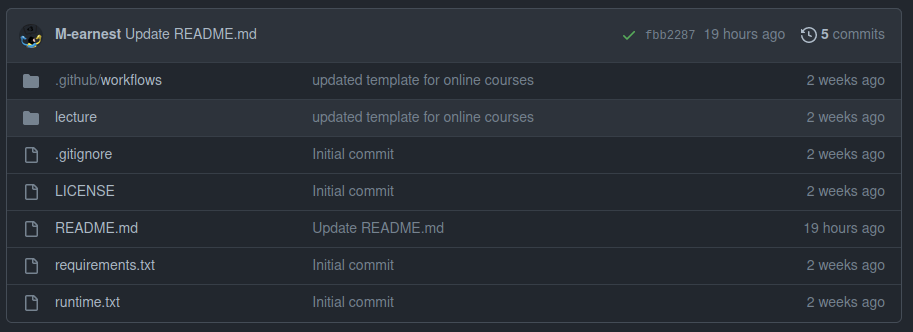 M-earnest Update README.md fbb2287 19 hours ago 5 commits
.github/workflows updated template for online courses 2 weeks ago
lecture updated template for online courses 2 weeks ago
.gitignore Initial commit 2 weeks ago
LICENSE Initial commit 2 weeks ago
README.md Update README.md 19 hours ago
requirements.txt Initial commit 2 weeks ago
runtime.txt Initial commit 2 weeks ago